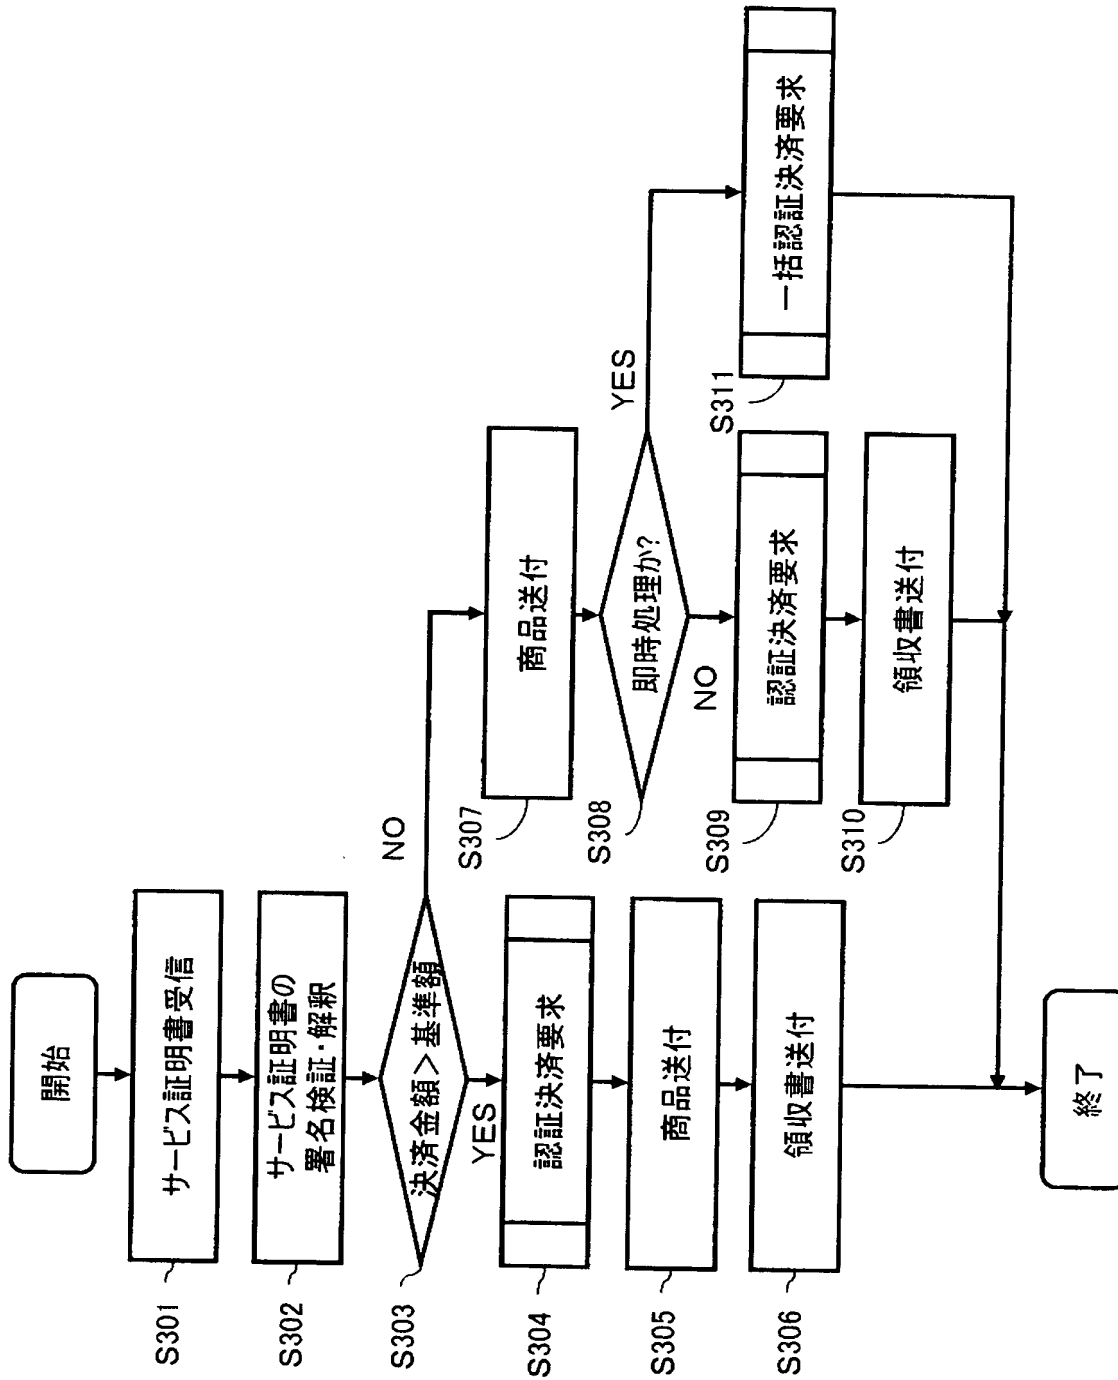 開始
サービス証明書受信
S301
サービス証明書の
署名検証・解釈
S302
決済金額＞基準額
S303
NO
YES
認証決済要求
S304
商品送付
S305
領収書送付
S306
商品送付
S307
即時処理か?
S308
YES
NO
認証決済要求
S309
領収書送付
S310
一括認証決済要求
S311
終了